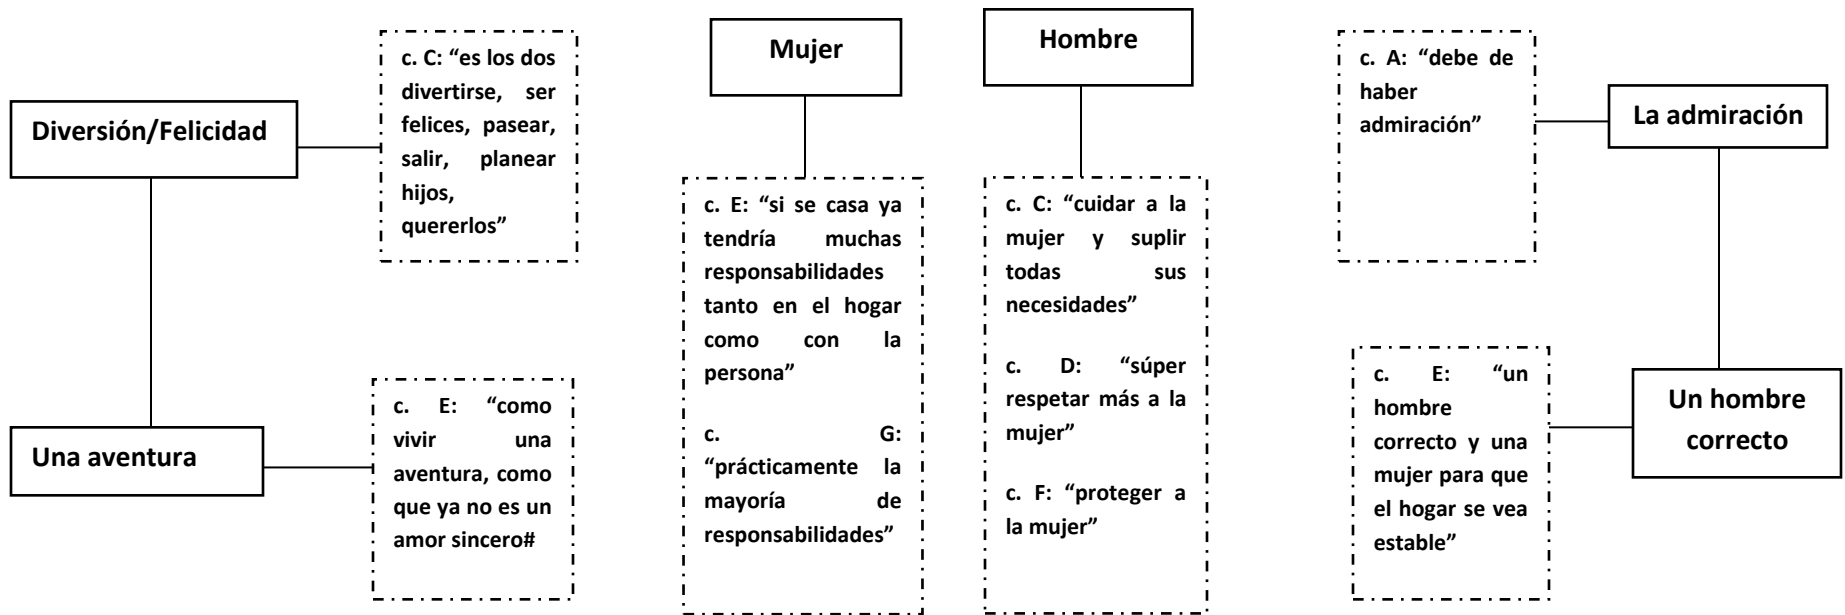 Diversión/Felicidad
c. C: “es los dos
divertirse, ser
felices, pasear,
salir, planear
hijos,
quererlos”
Una aventura
c. E: “como
vivir una
aventura, como
que ya no es un
amor sincero#
Mujer
c. E: “si se casa ya
tendría muchas
responsabilidades
tanto en el hogar
como con la
persona”
c. G:
“prácticamente la
mayoría de
responsabilidades”
Hombre
c. C: “cuidar a la
mujer y suplir
todas sus
necesidades”
c. D: “súper
respetar más a la
mujer”
c. F: “proteger a
la mujer”
c. A: “debe de
haber
admiración”
La admiración
c. E: “un
hombre
correcto y una
mujer para que
el hogar se vea
estable”
Un hombre
correcto